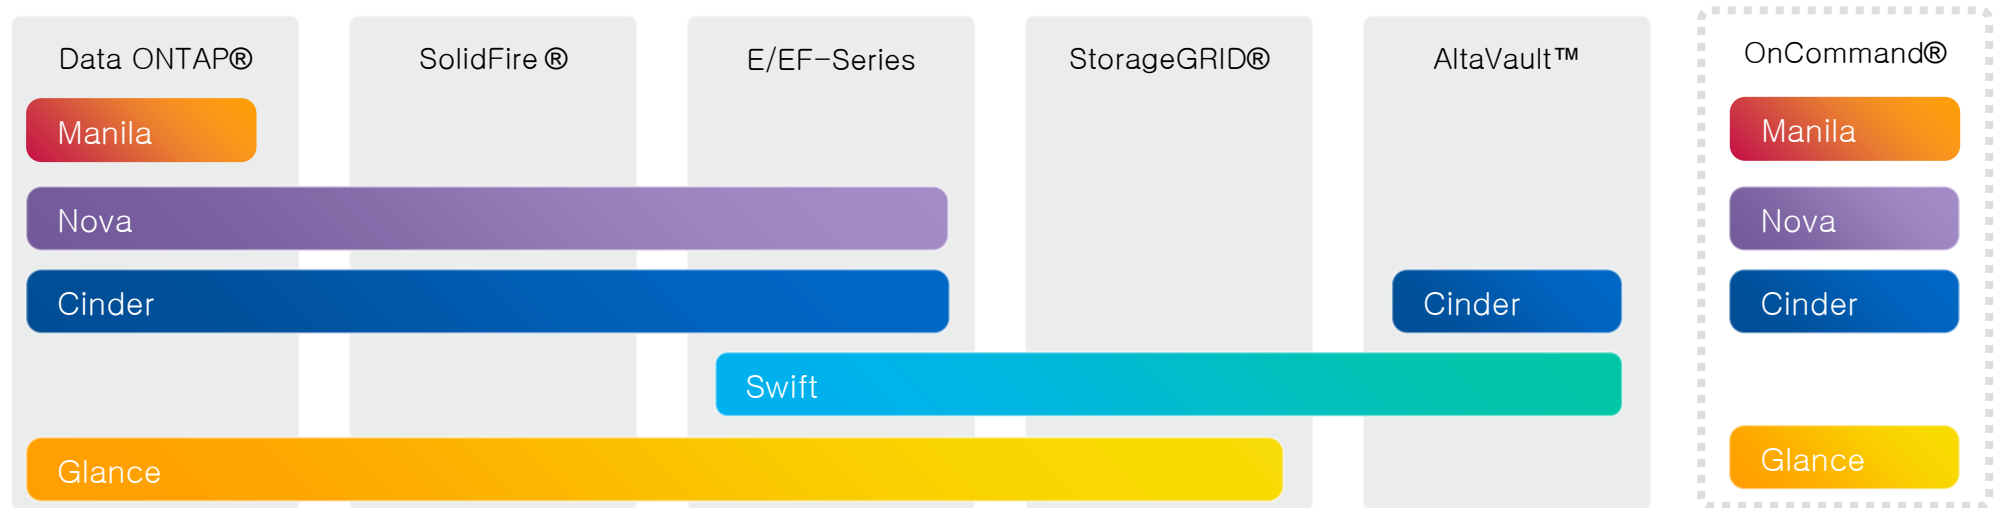 Data ONTAP®
SolidFire ®
E/EF-Series
StorageGRID®
AltaVault™
OnCommand®
Manila
Manila
Nova
Nova
Cinder
Cinder
Cinder
Swift
Glance
Glance